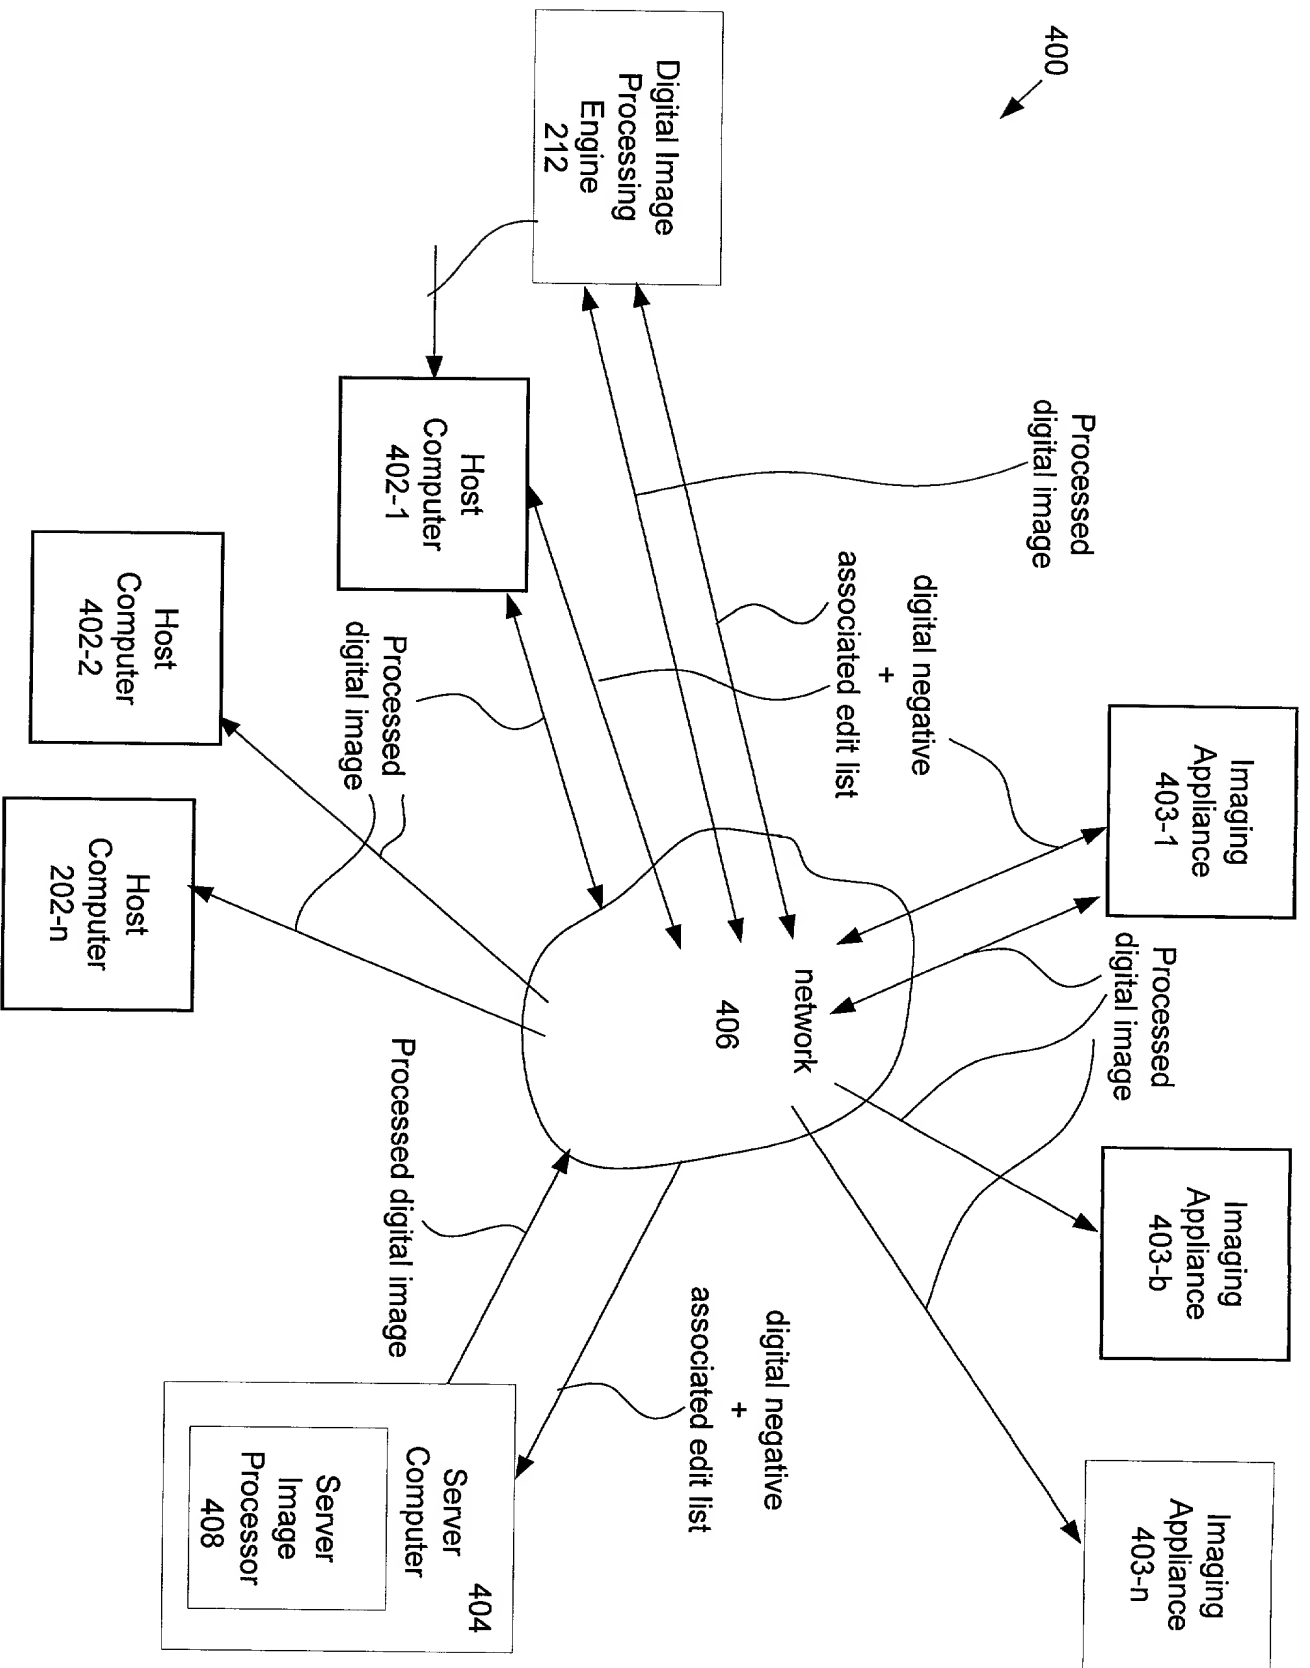 400
Imaging
Appliance
403-1
Imaging
Appliance
403-b
Imaging
Appliance
403-n
Processed
digital image
digital negative
+
associated edit list
Processed
digital image
Digital Image
Processing
Engine
212
network
406
digital negative
+
associated edit list
Host
Computer
402-1
Processed
digital image
Processed digital image
Server
Computer
404
Server
Image
Processor
408
Host
Computer
402-2
Host
Computer
202-n